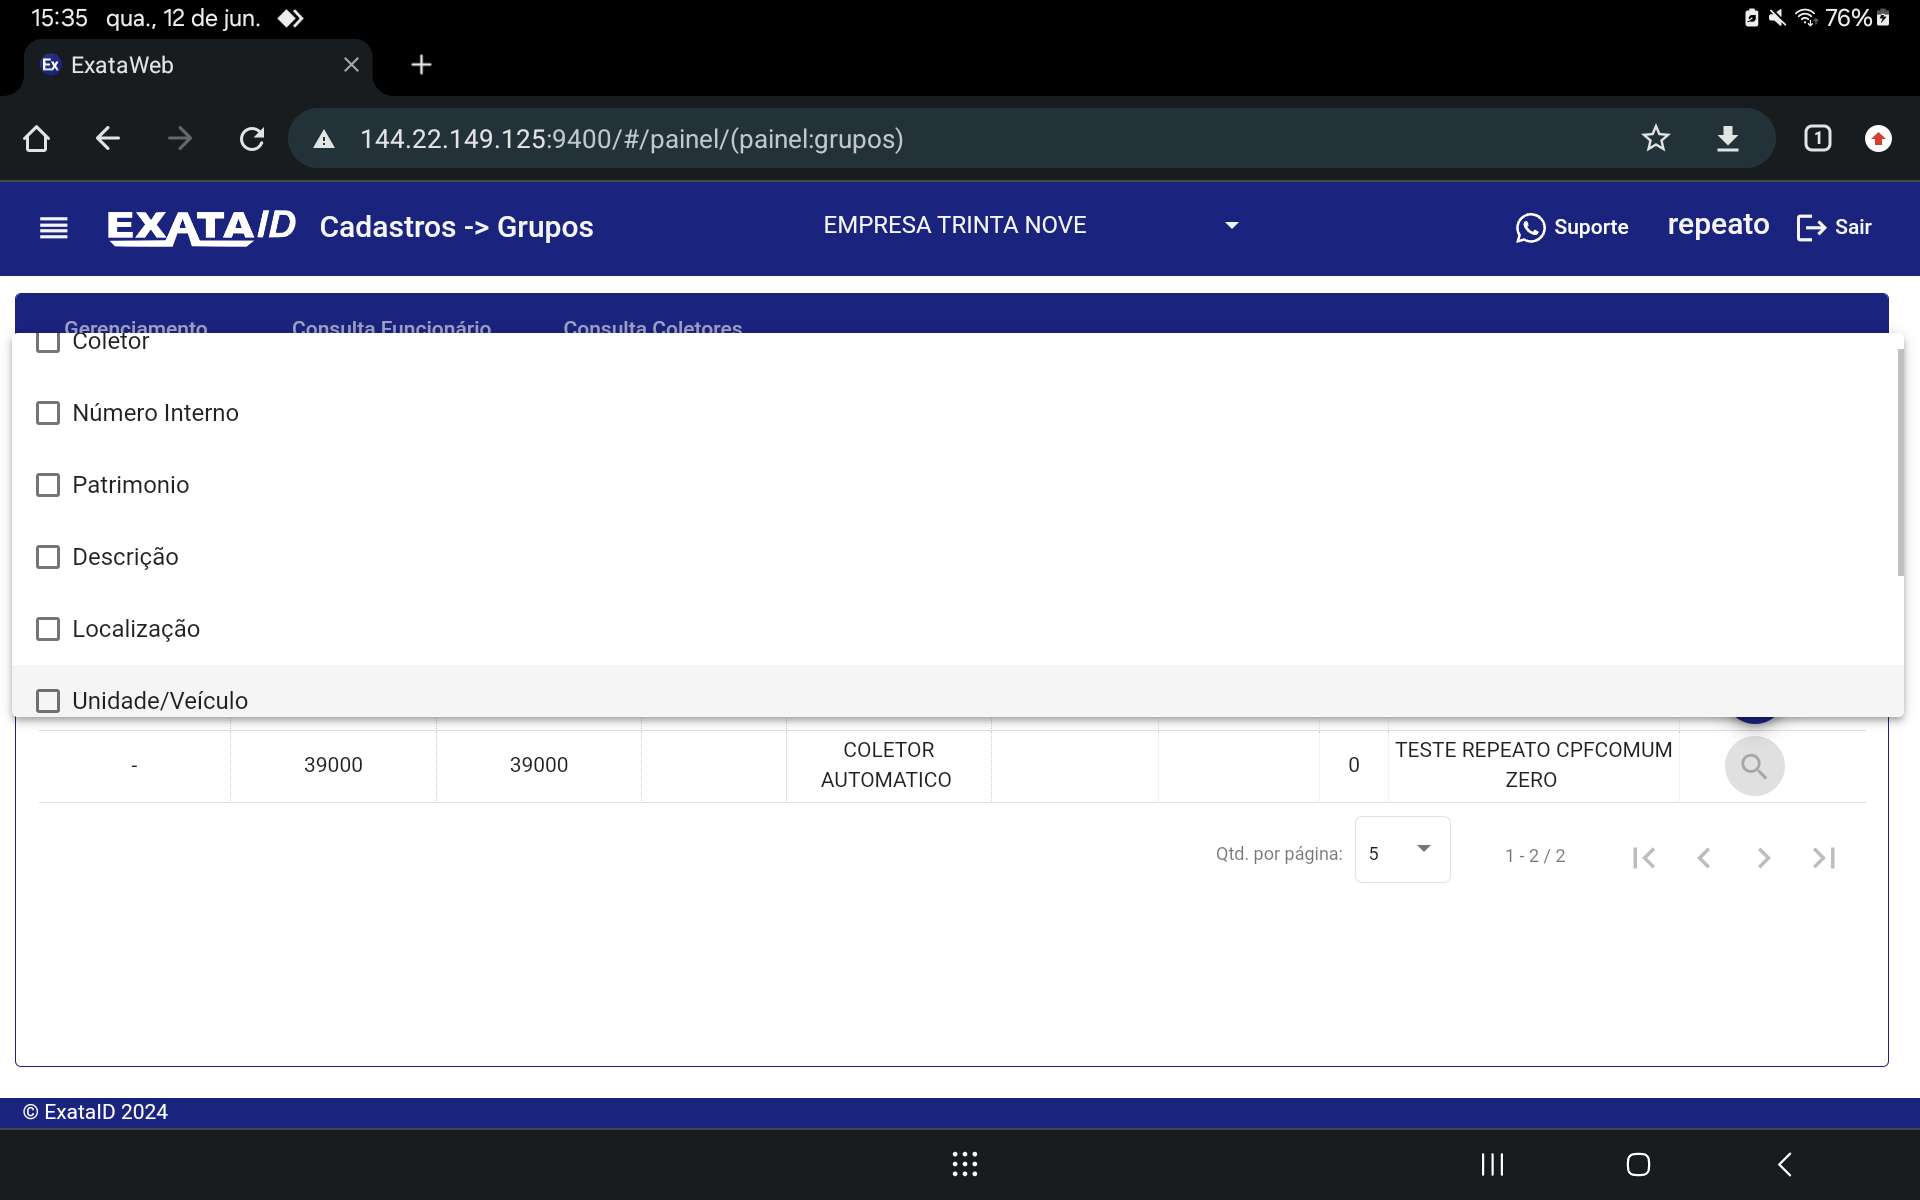 15:35 qua., 12 de jun. 76%
Ex ExataWeb
144.22.149.125:9400/#/painel/(painel:grupos) 1
EXATAID Cadastros -> Grupos EMPRESA TRINTA NOVE Suporte repeato Sair
Gerenciamento Consulta Funcionário Consulta Coletores
Coletor
Número Interno
Patrimonio
Descrição
Localização
Unidade/Veículo
- 39000 39000 COLETOR AUTOMATICO 0 TESTE REPEATO CPFCOMUM ZERO
Qtd. por página: 5 1 - 2 / 2
© ExataID 2024